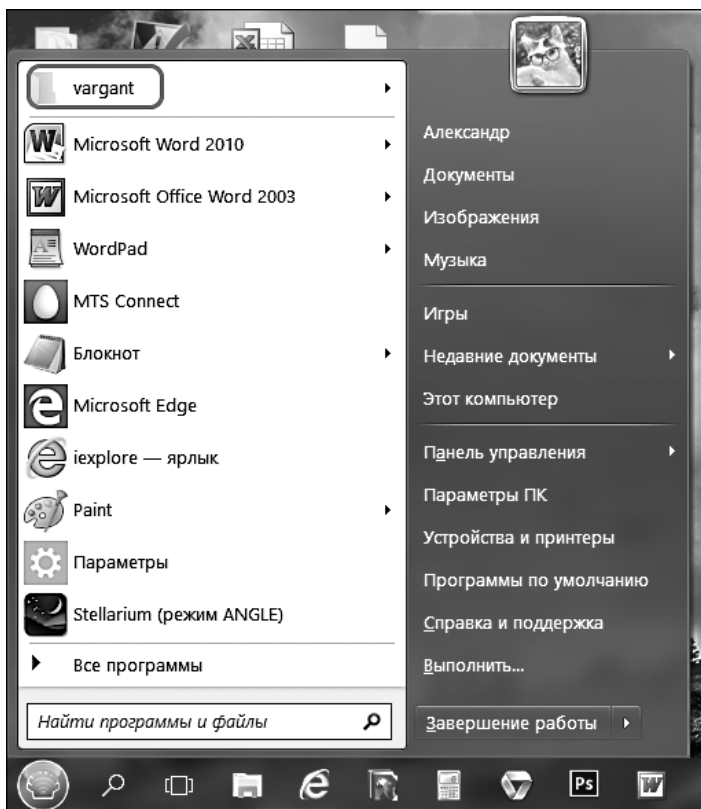 vargant
Microsoft Word 2010
Microsoft Office Word 2003
WordPad
MTS Connect
Блокнот
Microsoft Edge
iexplore — ярлык
Paint
Параметры
Stellarium (режим ANGLE)
Все программы
Найти программы и файлы
Александр
Документы
Изображения
Музыка
Игры
Недавние документы
Этот компьютер
Панель управления
Параметры ПК
Устройства и принтеры
Программы по умолчанию
Справка и поддержка
Выполнить...
Завершение работы
Ps
W